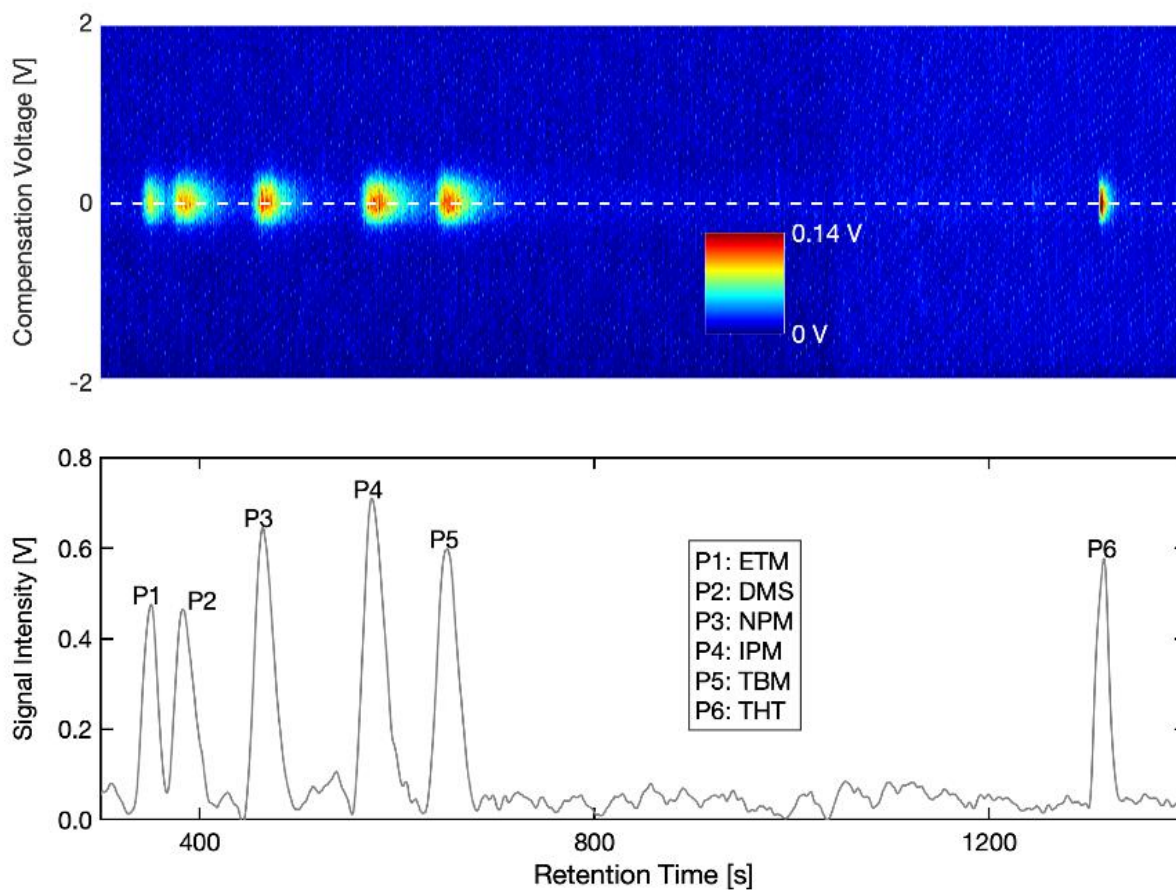 2
Compensation Voltage [V]
0
-2
0.14 V
0 V
0.8
Signal Intensity [V]
0.6
0.4
0.2
0.0
P1
P2
P3
P4
P5
P6
P1: ETM
P2: DMS
P3: NPM
P4: IPM
P5: TBM
P6: THT
400
800
1200
Retention Time [s]